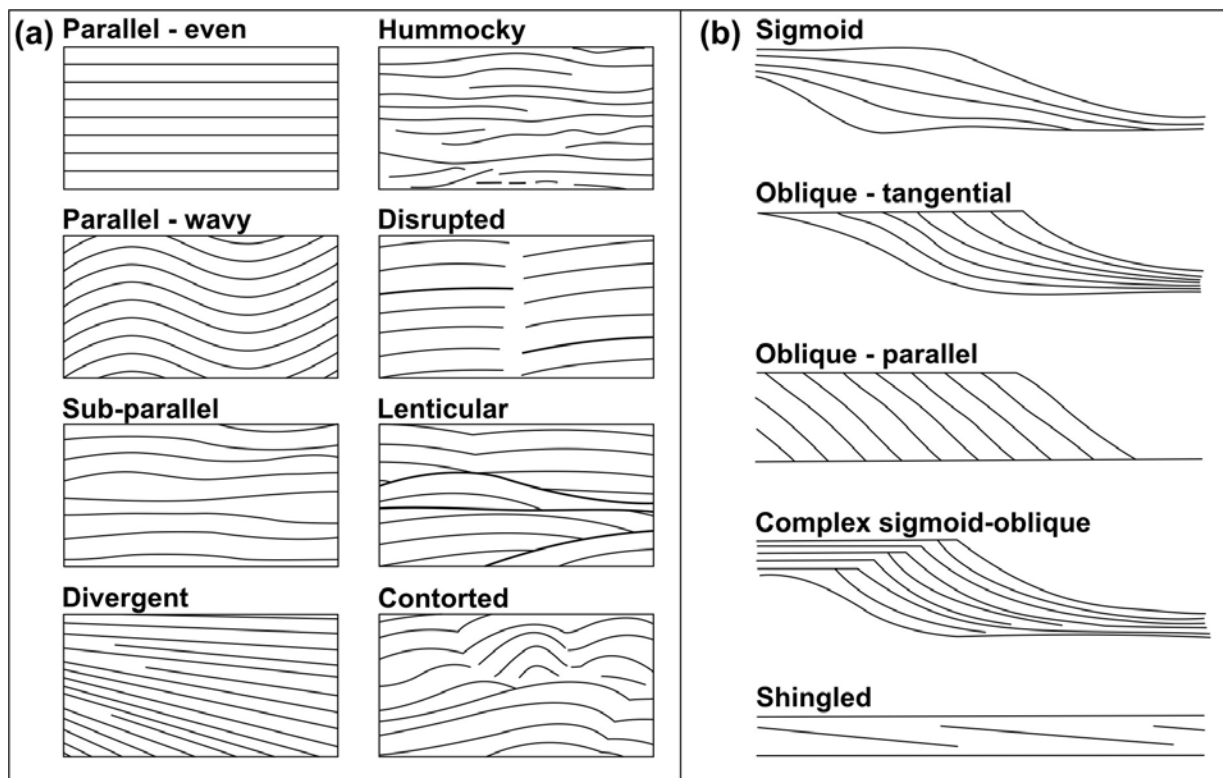 (a)
Parallel - even
Hummocky
Parallel - wavy
Disrupted
Sub-parallel
Lenticular
Divergent
Contorted
(b)
Sigmoid
Oblique - tangential
Oblique - parallel
Complex sigmoid-oblique
Shingled